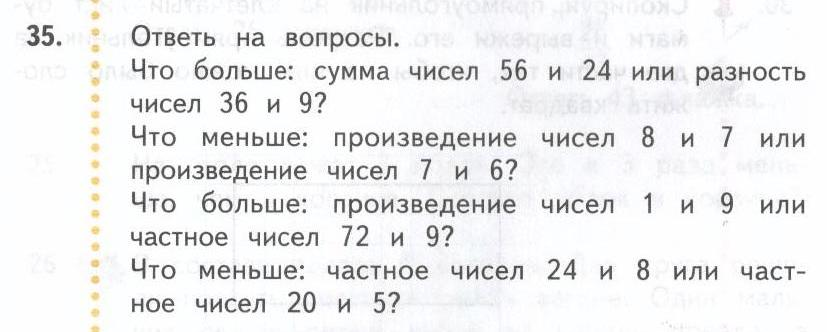 35. Ответь на вопросы.
Что больше: сумма чисел 56 и 24 или разность
чисел 36 и 9?
Что меньше: произведение чисел 8 и 7 или
произведение чисел 7 и 6?
Что больше: произведение чисел 1 и 9 или
частное чисел 72 и 9?
Что меньше: частное чисел 24 и 8 или част-
ное чисел 20 и 5?